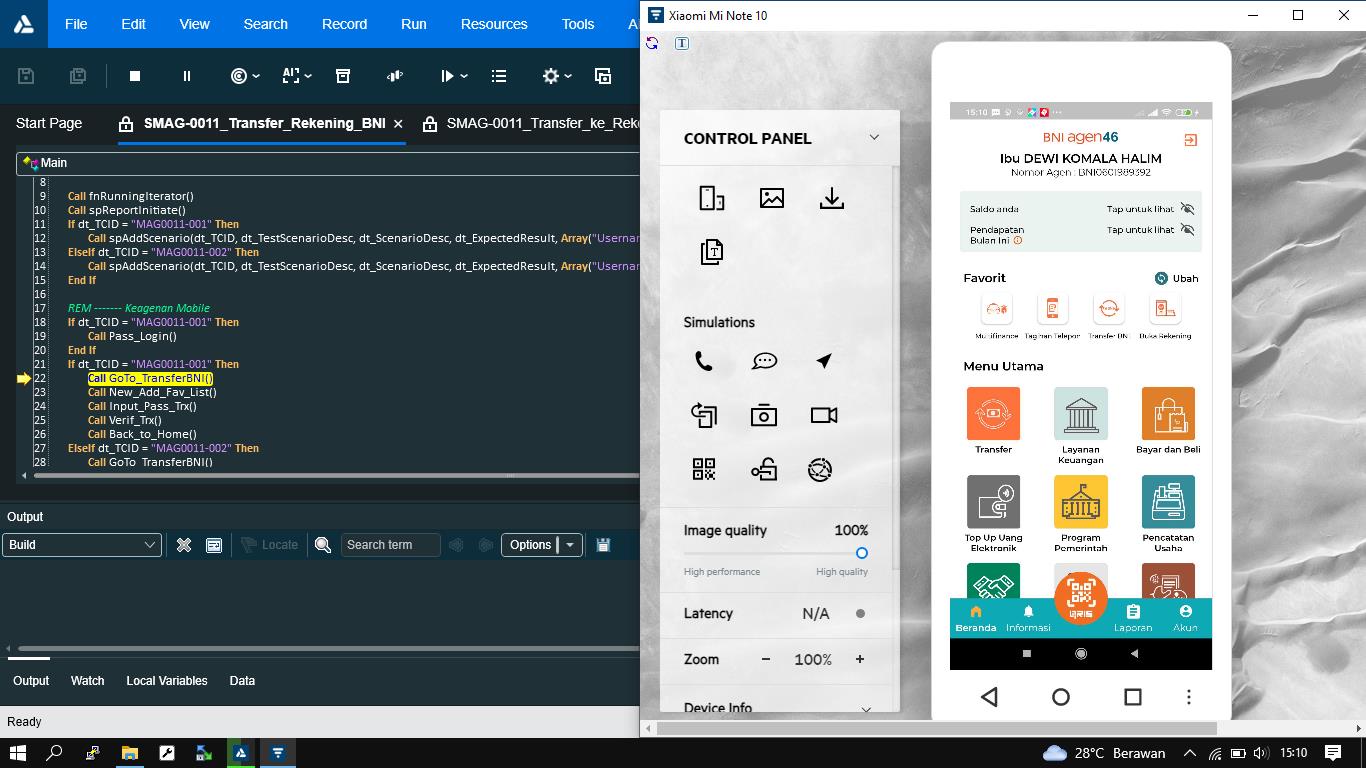 File Edit View Search Record Run Resources Tools
Xiaomi Mi Note 10
Start Page SMAG-0011_Transfer_Rekening_BNI SMAG-0011_Transfer_ke_Reke
Main
8
9 Call fnRunningIterator()
10 Call spReportInitiate()
11 If dt_TCID = "MAG0011-001" Then
12 Call spAddScenario(dt_TCID, dt_TestScenarioDesc, dt_ScenarioDesc, dt_ExpectedResult, Array("Usernar
13 ElseIf dt_TCID = "MAG0011-002" Then
14 Call spAddScenario(dt_TCID, dt_TestScenarioDesc, dt_ScenarioDesc, dt_ExpectedResult, Array("Usernar
15 End If
16
17 REM ------- Keagenan Mobile
18 If dt_TCID = "MAG0011-001" Then
19 Call Pass_Login()
20 End If
21 If dt_TCID = "MAG0011-001" Then
22 Call GoTo_TransferBNI()
23 Call New_Add_Fav_List()
24 Call Input_Pass_Trx()
25 Call Verif_Trx()
26 Call Back_to_Home()
27 ElseIf dt_TCID = "MAG0011-002" Then
28 Call GoTo_TransferBNI()
Output
Build
Locate
Search term
Options
Output Watch Local Variables Data
Ready
CONTROL PANEL
Simulations
Image quality 100%
High performance High quality
Latency N/A
Zoom - 100% +
Device Info
15:10
BNI agen46
Ibu DEWI KOMALA HALIM
Nomor Agen : BNI0601989392
Saldo anda Tap untuk lihat
Pendapatan Tap untuk lihat
Bulan Ini
Favorit Ubah
Multifinance Tagihan Telepon Transfer BNI Buka Rekening
Menu Utama
Transfer Layanan Bayar dan Beli
Keuangan
Top Up Uang Program Pencatatan
Elektronik Pemerintah Usaha
QRIS
Beranda Informasi Laporan Akun
28°C Berawan 15:10